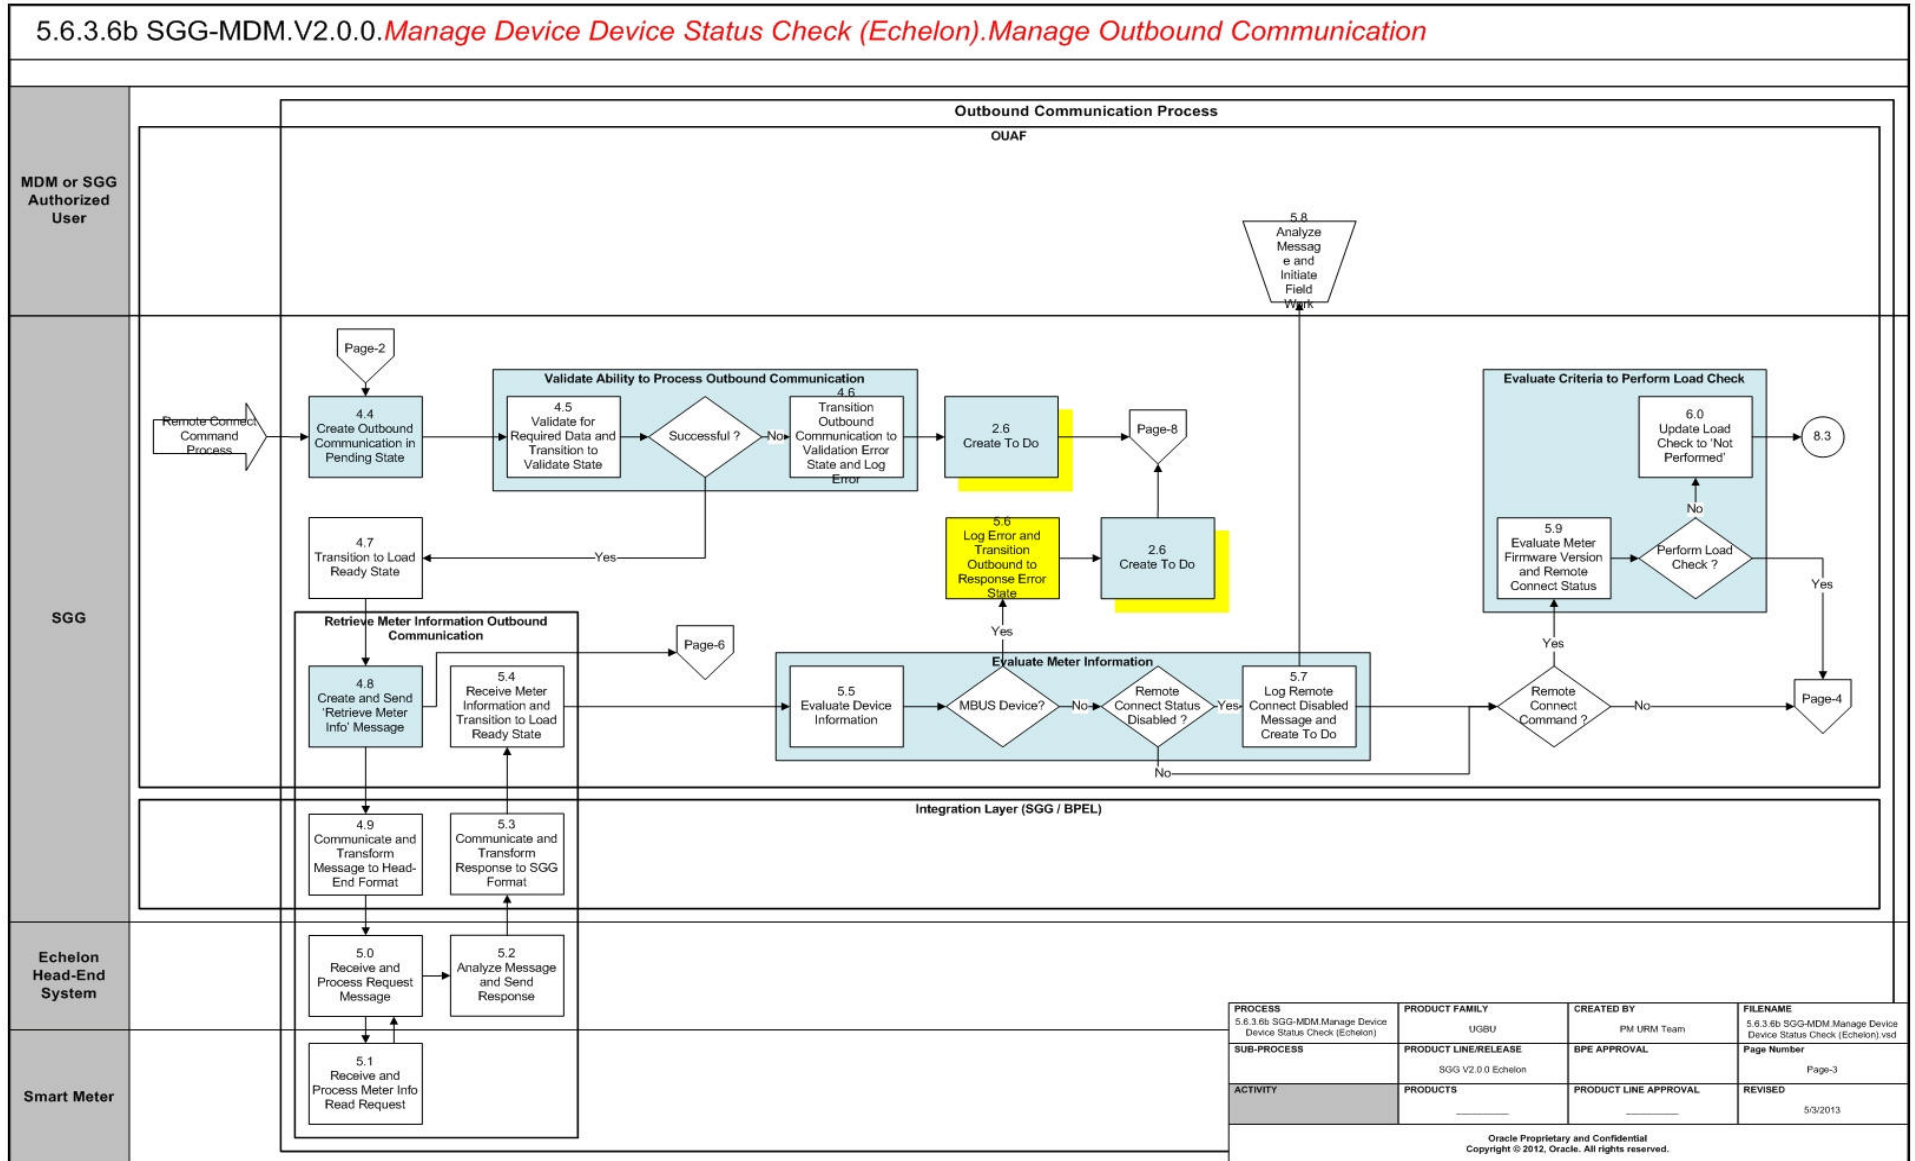 5.6.3.6b SGG-MDM.V2.0.0.Manage Device Device Status Check (Echelon).Manage Outbound Communication
Outbound Communication Process
OUAF
MDM or SGG
Authorized
User
5.8
Analyze
Messag
e and
Initiate
Field
Work
SGG
Page-2
Remote Connect
Command
Process
4.4
Create Outbound
Communication in
Pending State
Validate Ability to Process Outbound Communication
4.5
Validate for
Required Data and
Transition to
Validate State
Successful ?
No
4.6
Transition
Outbound
Communication to
Validation Error
State and Log
Error
2.6
Create To Do
Page-8
Evaluate Criteria to Perform Load Check
6.0
Update Load
Check to 'Not
Performed'
8.3
No
4.7
Transition to Load
Ready State
Yes
5.6
Log Error and
Transition
Outbound to
Response Error
State
2.6
Create To Do
5.9
Evaluate Meter
Firmware Version
and Remote
Connect Status
Perform Load
Check ?
Yes
Retrieve Meter Information Outbound
Communication
Page-6
Yes
Yes
Evaluate Meter Information
4.8
Create and Send
'Retrieve Meter
Info' Message
5.4
Receive Meter
Information and
Transition to Load
Ready State
5.5
Evaluate Device
Information
MBUS Device?
No
Remote
Connect Status
Disabled ?
Yes
5.7
Log Remote
Connect Disabled
Message and
Create To Do
Remote
Connect
Command ?
No
Page-4
No
Integration Layer (SGG / BPEL)
4.9
Communicate and
Transform
Message to Head-
End Format
5.3
Communicate and
Transform
Response to SGG
Format
Echelon
Head-End
System
5.0
Receive and
Process Request
Message
5.2
Analyze Message
and Send
Response
Smart Meter
5.1
Receive and
Process Meter Info
Read Request
PROCESS
5.6.3.6b SGG-MDM.Manage Device
Device Status Check (Echelon)
PRODUCT FAMILY
UGBU
CREATED BY
PM URM Team
FILENAME
5.6.3.6b SGG-MDM.Manage Device
Device Status Check (Echelon).vsd
SUB-PROCESS
PRODUCT LINE/RELEASE
SGG V2.0.0 Echelon
BPE APPROVAL
Page Number
Page-3
ACTIVITY
PRODUCTS
PRODUCT LINE APPROVAL
REVISED
5/3/2013
Oracle Proprietary and Confidential
Copyright © 2012, Oracle. All rights reserved.